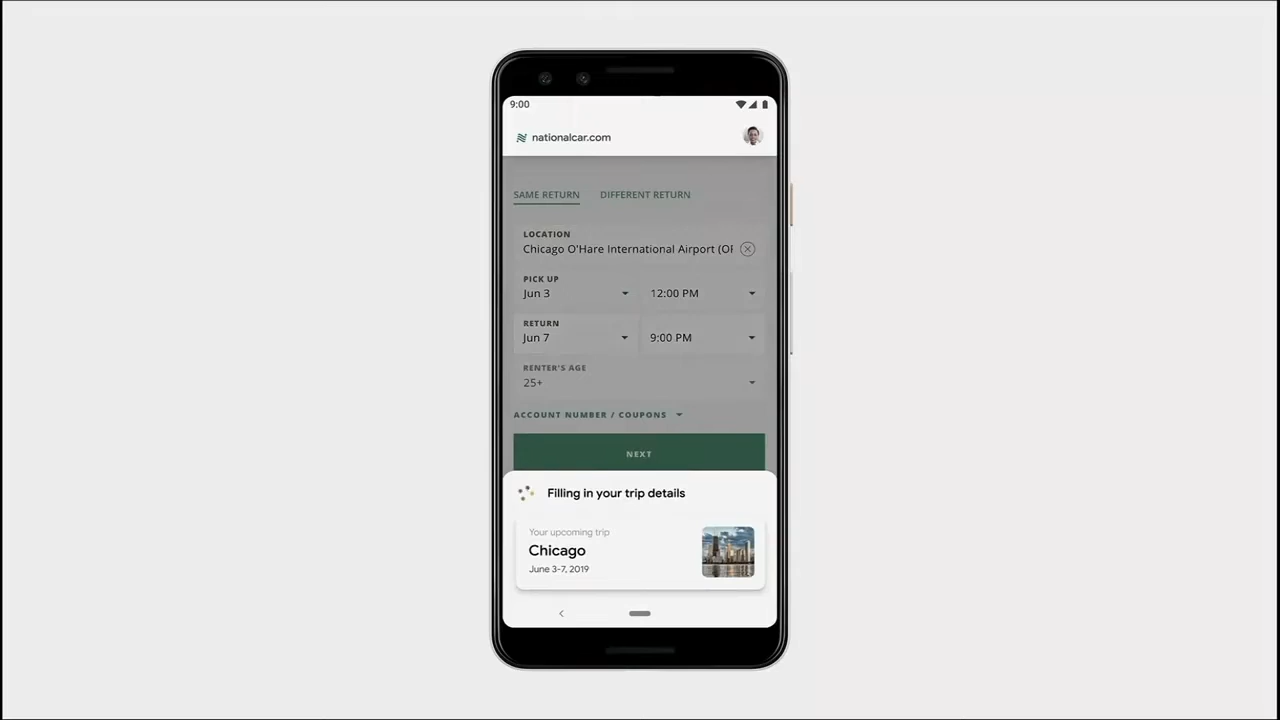 9:00
nationalcar.com
SAME RETURN DIFFERENT RETURN
LOCATION
Chicago O'Hare International Airport (OR
PICK UP
Jun 3 12:00 PM
RETURN
Jun 7 9:00 PM
RENTER'S AGE
25+
ACCOUNT NUMBER / COUPONS
NEXT
Filling in your trip details
Your upcoming trip
Chicago
June 3-7, 2019